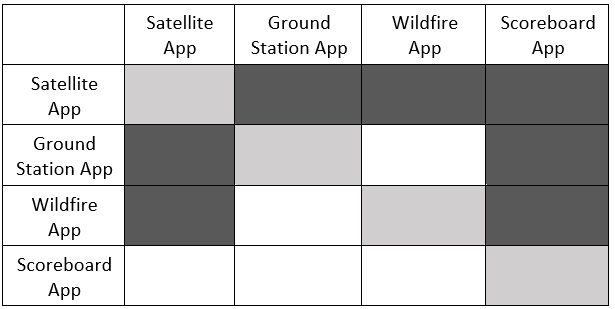 Satellite
App
Ground
Station App
Wildfire
App
Scoreboard
App
Satellite
App
Ground
Station App
Wildfire
App
Scoreboard
App